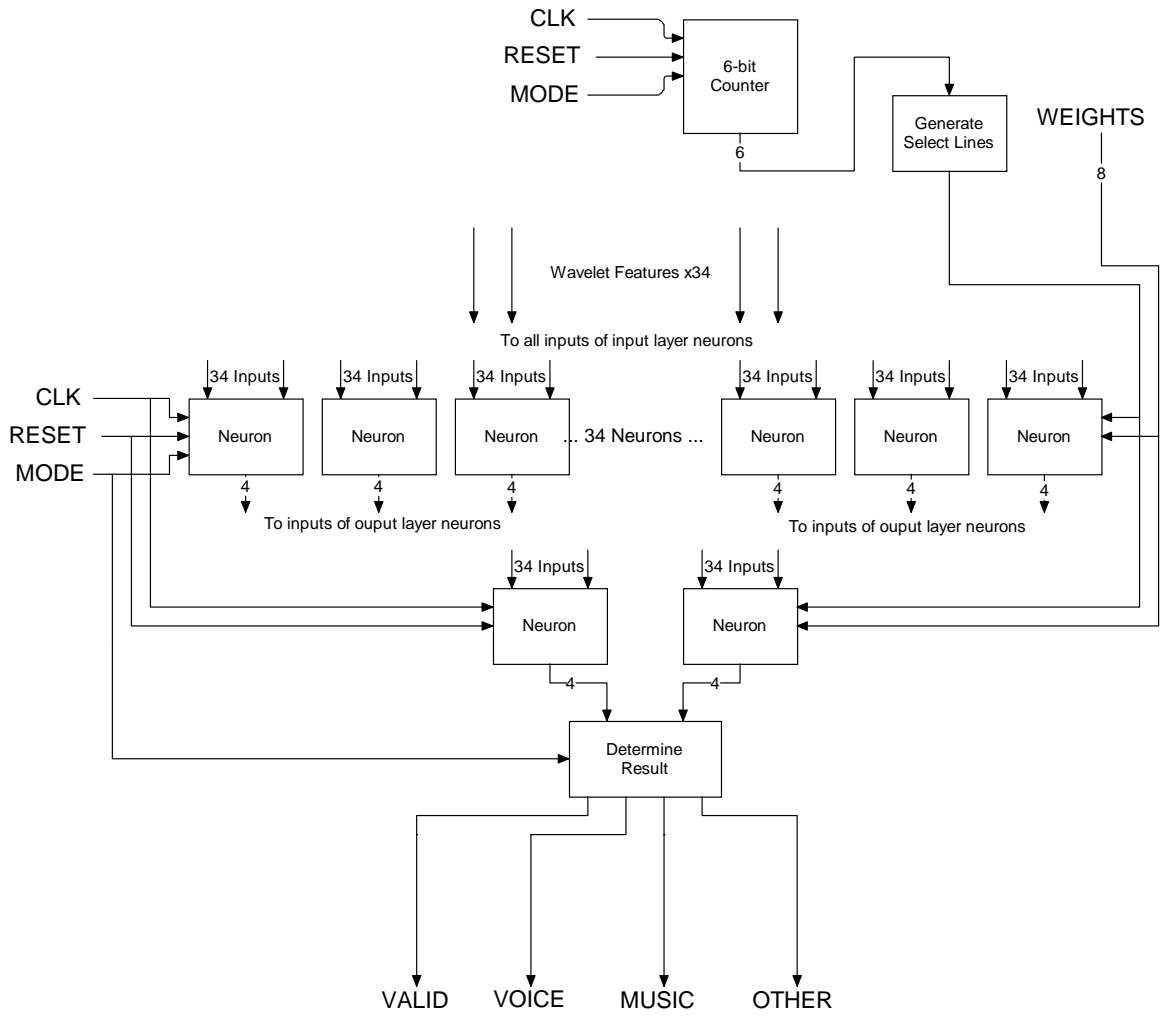 CLK
RESET
MODE
6-bit
Counter
6
Generate
Select Lines
WEIGHTS
8
Wavelet Features x34
To all inputs of input layer neurons
34 Inputs
34 Inputs
34 Inputs
34 Inputs
34 Inputs
34 Inputs
CLK
RESET
MODE
Neuron
Neuron
Neuron
... 34 Neurons ...
Neuron
Neuron
Neuron
4
4
4
4
4
4
To inputs of ouput layer neurons
To inputs of ouput layer neurons
34 Inputs
34 Inputs
Neuron
Neuron
4
4
Determine
Result
VALID
VOICE
MUSIC
OTHER